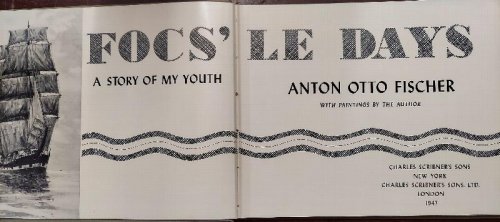 FOCS' LE DAYS
A STORY OF MY YOUTH
ANTON OTTO FISCHER
WITH PAINTINGS BY THE AUTHOR
CHARLES SCRIBNER'S SONS
NEW YORK
CHARLES SCRIBNER'S SONS, LTD.
LONDON
1947